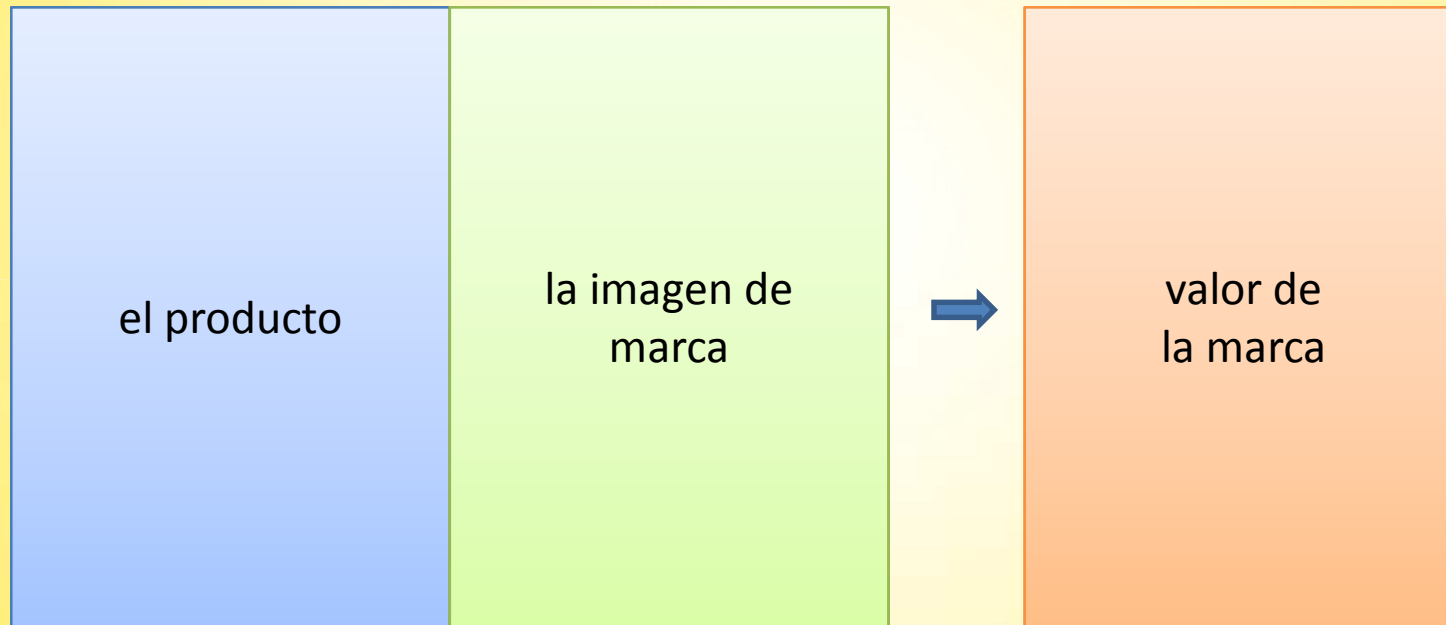 el producto
la imagen de
marca
valor de
la marca